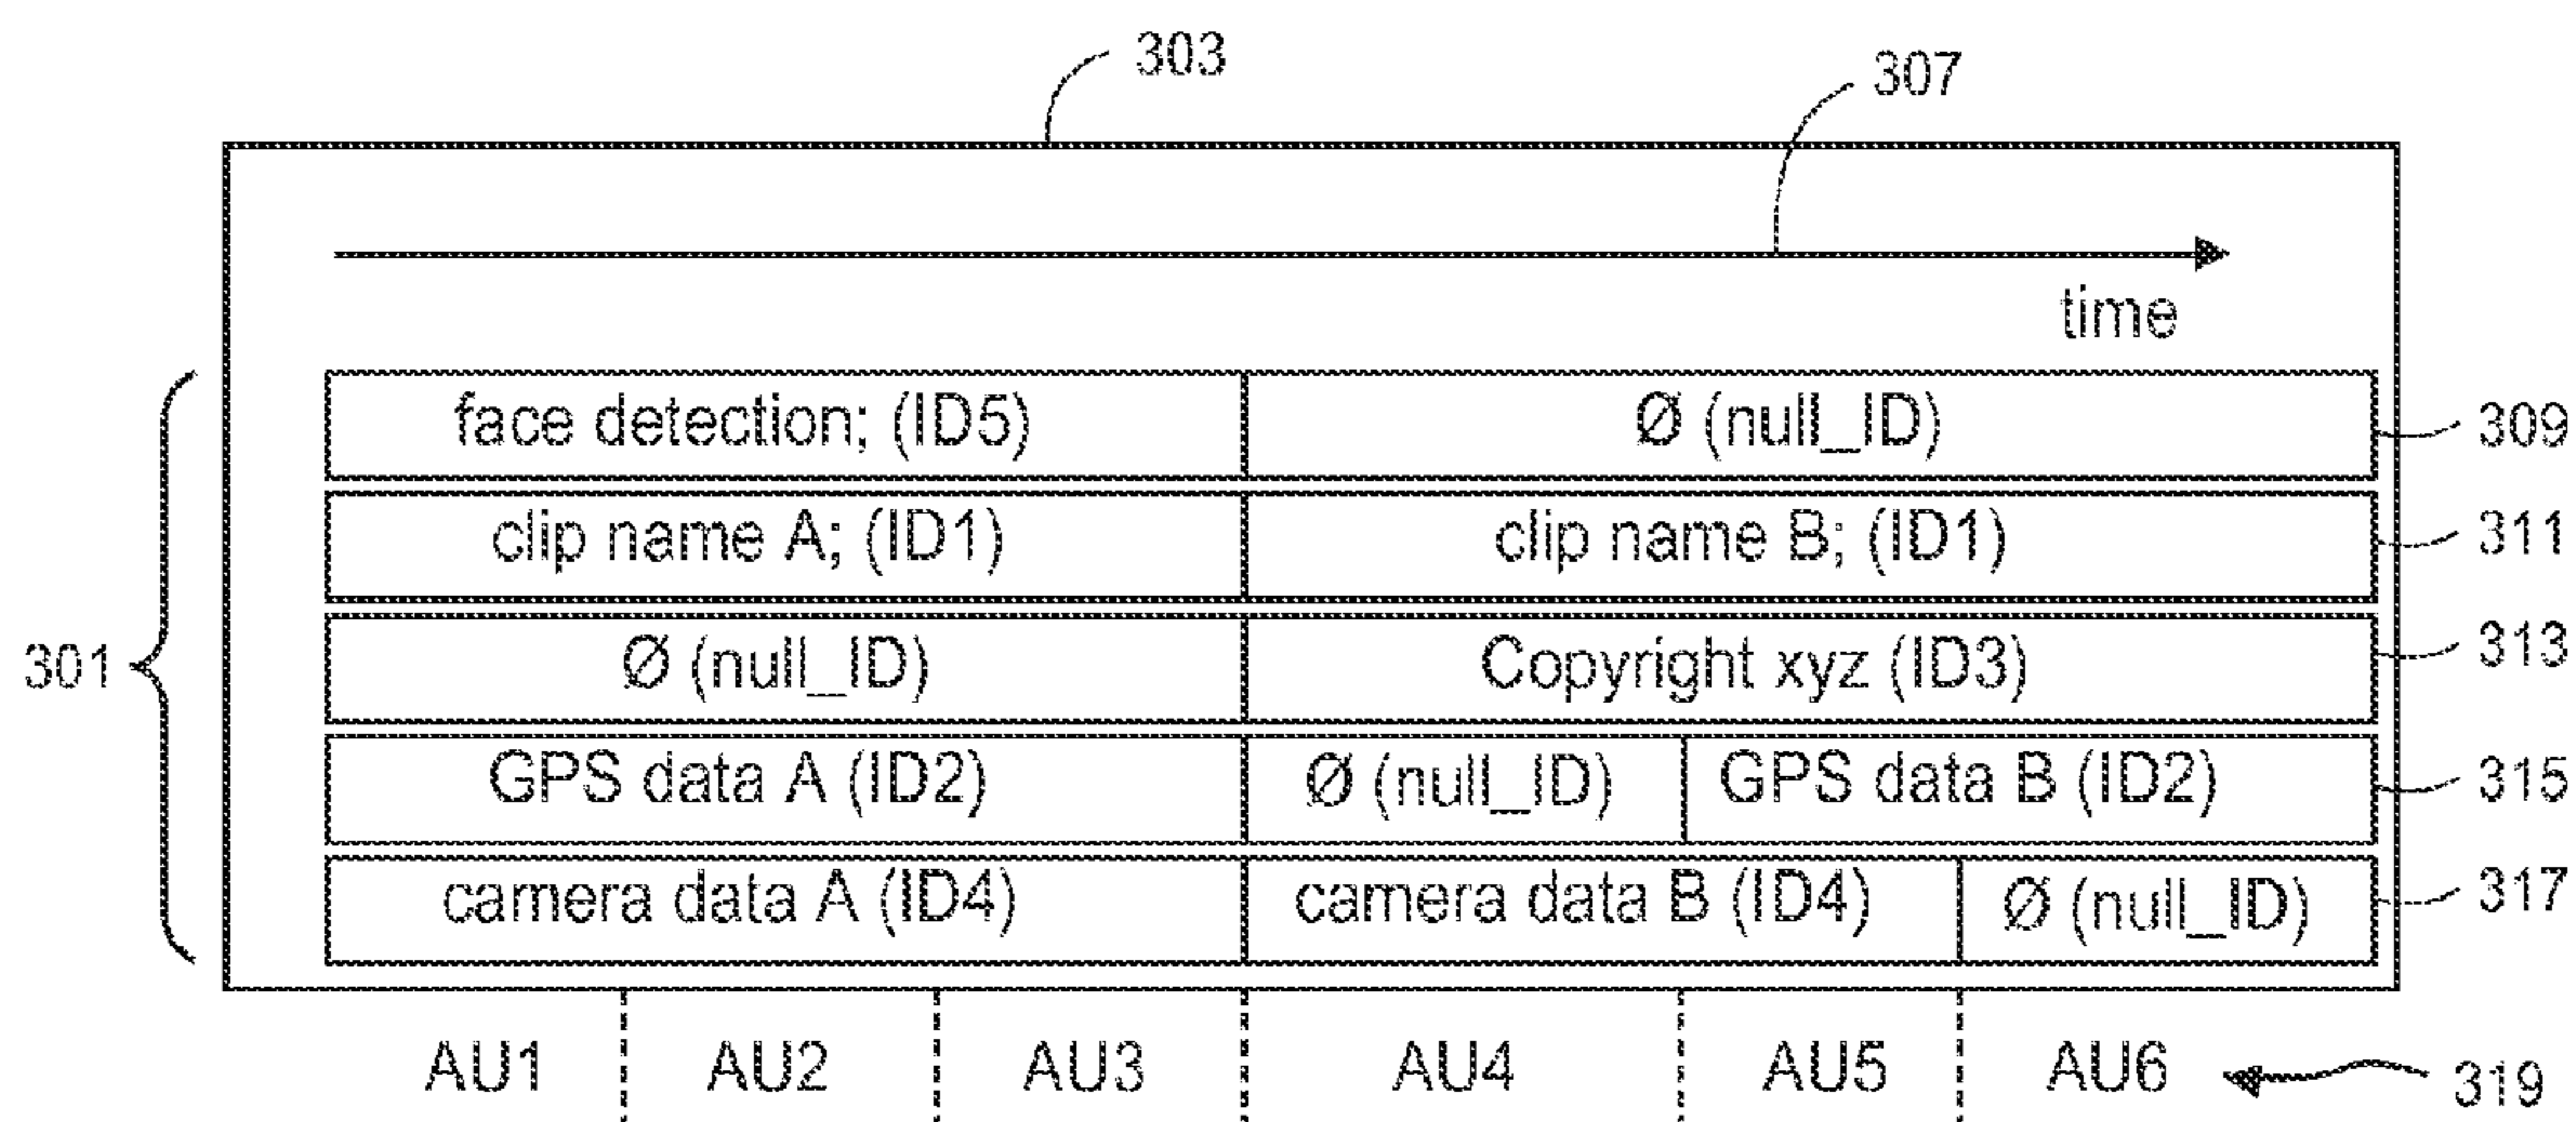 303
307
time
face detection; (ID5) Ø (null_ID) 309
clip name A; (ID1) clip name B; (ID1) 311
301 Ø (null_ID) Copyright xyz (ID3) 313
GPS data A (ID2) Ø (null_ID) GPS data B (ID2) 315
camera data A (ID4) camera data B (ID4) Ø (null_ID) 317
AU1 AU2 AU3 AU4 AU5 AU6 319